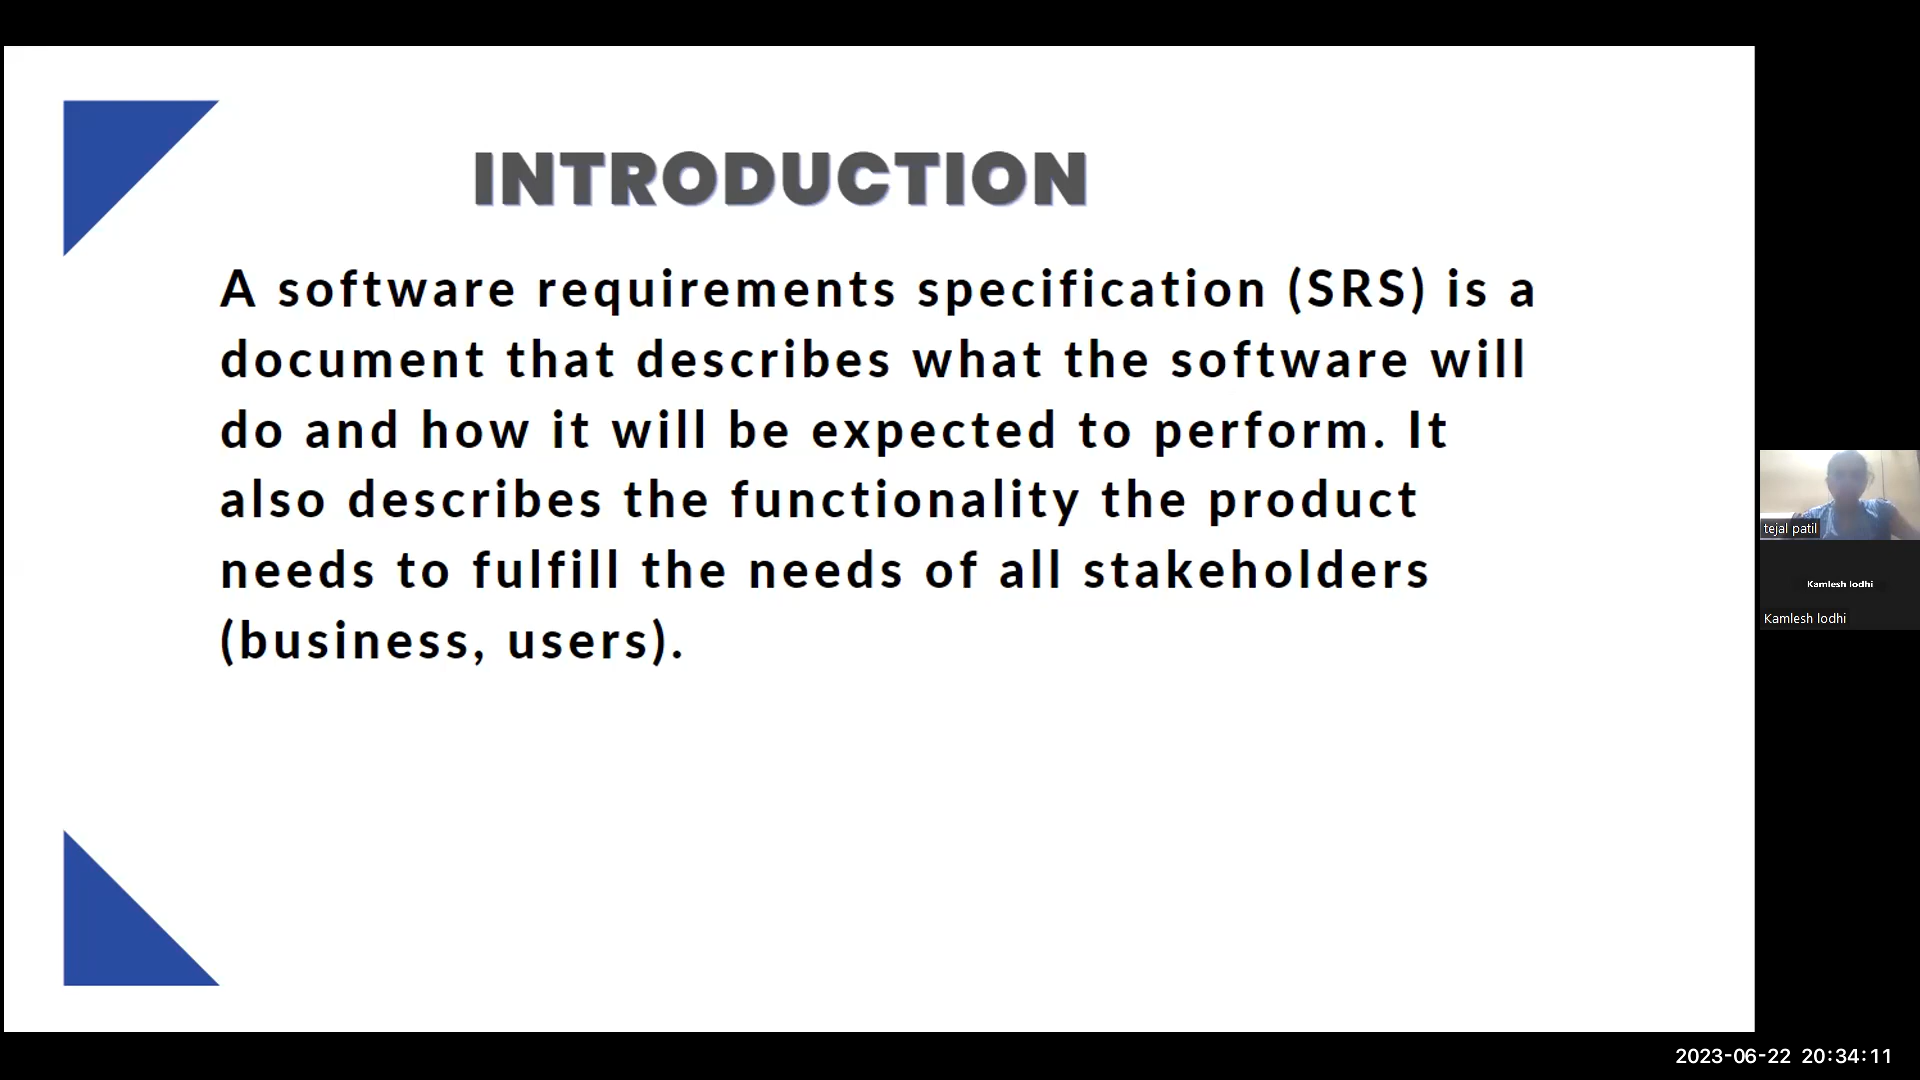 INTRODUCTION
A software requirements specification (SRS) is a
document that describes what the software will
do and how it will be expected to perform. It
also describes the functionality the product
needs to fulfill the needs of all stakeholders
(business, users).
tejal patil
Kamlesh lodhi
Kamlesh lodhi
2023-06-22 20:34:11